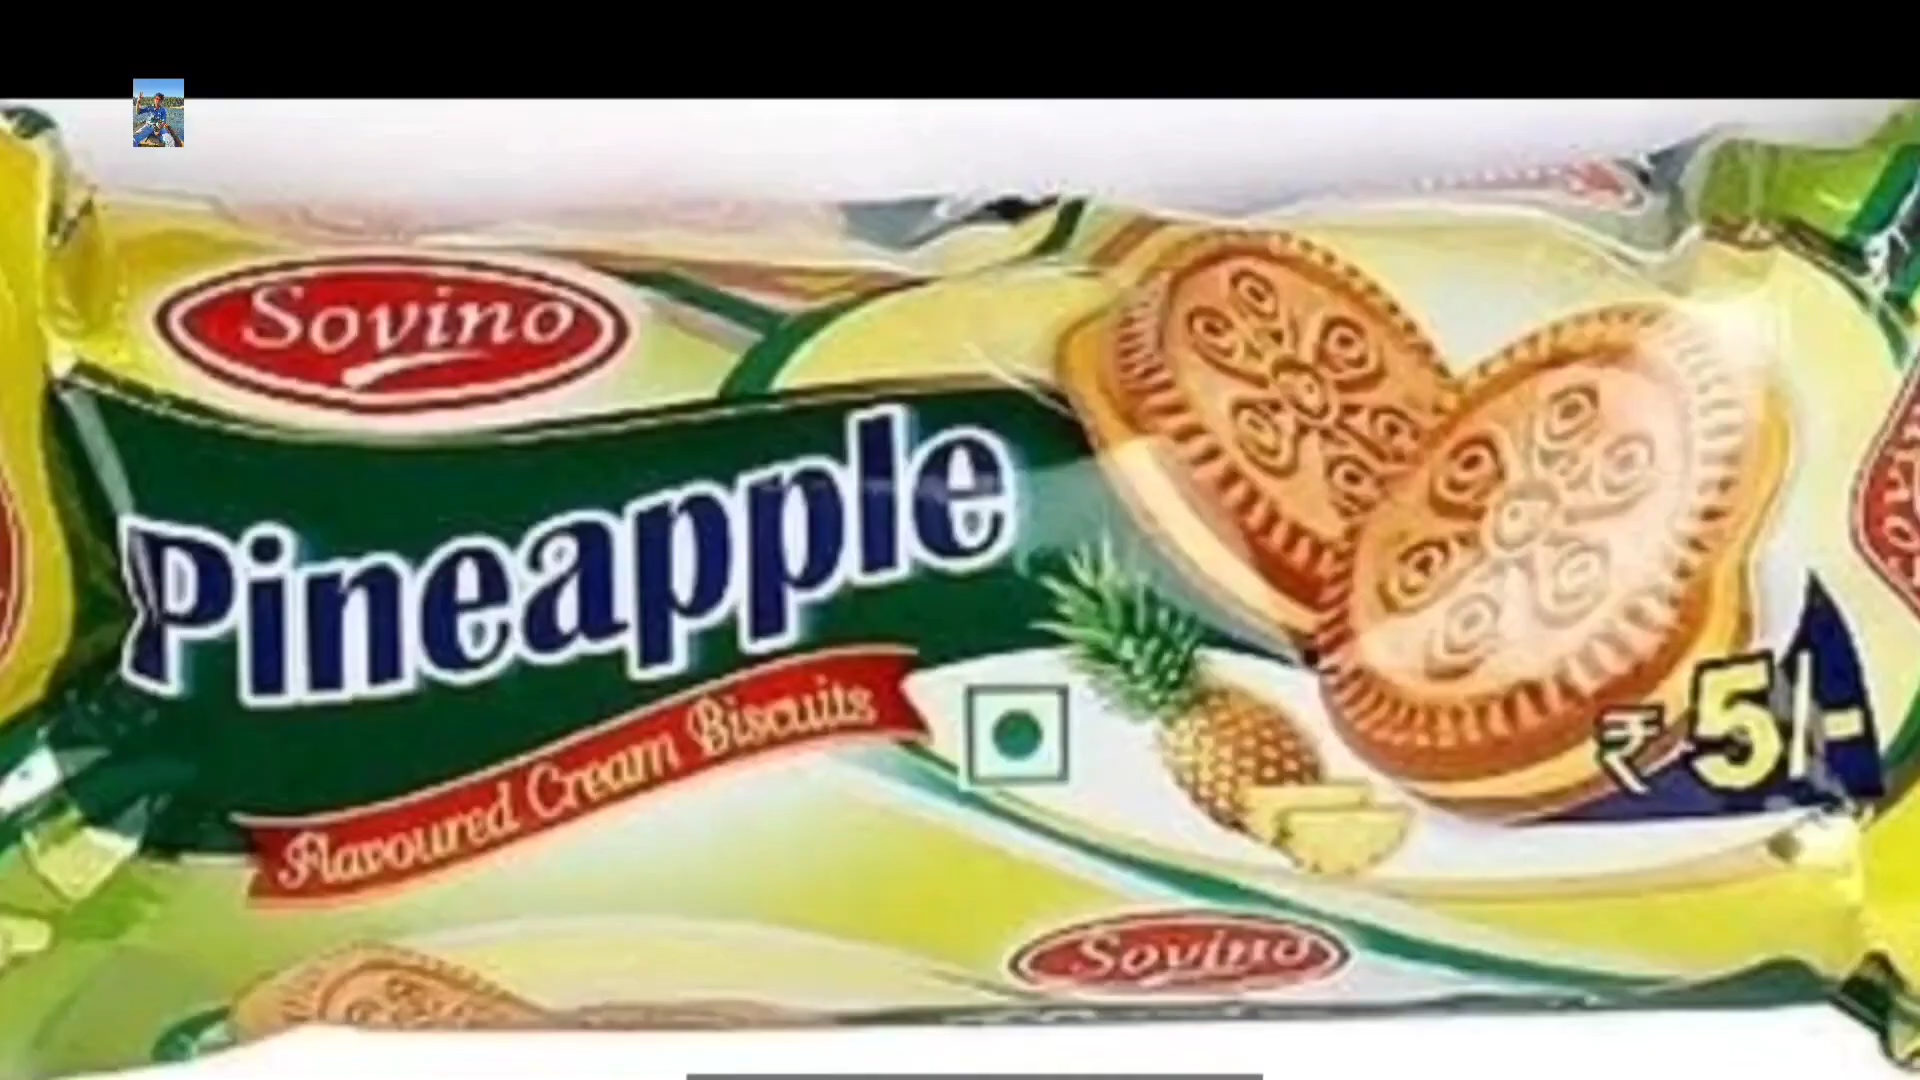 Sovino
Pineapple
Flavoured Cream Biscuits
₹ 5/-
Sovino